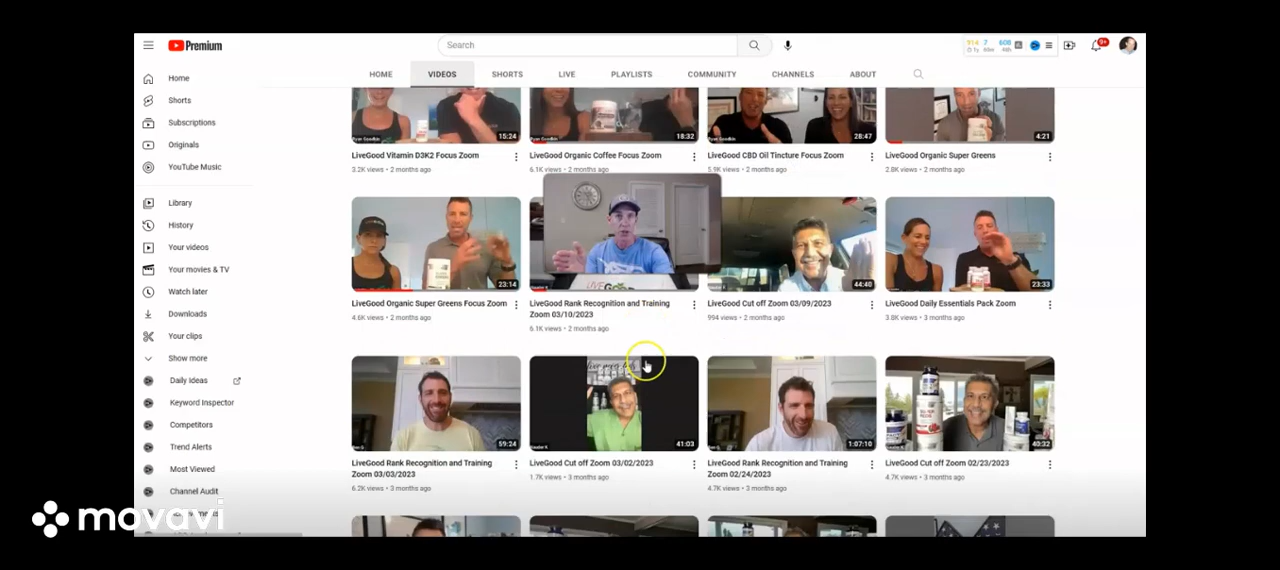 Premium
Search
HOME VIDEOS SHORTS LIVE PLAYLISTS COMMUNITY CHANNELS ABOUT
Home
Shorts
Subscriptions
Originals
YouTube Music
Library
History
Your videos
Your movies & TV
Watch later
Downloads
Your clips
Show more
Daily Ideas
Keyword Inspector
Competitors
Trend Alerts
Most Viewed
Channel Audit
15:24
18:32
28:47
4:21
LiveGood Vitamin D3K2 Focus Zoom
3.2K views • 2 months ago
LiveGood Organic Coffee Focus Zoom
6.1K views • 2 months ago
LiveGood CBD Oil Tincture Focus Zoom
5.9K views • 2 months ago
LiveGood Organic Super Greens
2.8K views • 2 months ago
23:14
44:40
23:33
LiveGood Organic Super Greens Focus Zoom
4.6K views • 2 months ago
LiveGood Rank Recognition and Training
Zoom 03/10/2023
6.1K views • 2 months ago
LiveGood Cut off Zoom 03/09/2023
994 views • 2 months ago
LiveGood Daily Essentials Pack Zoom
3.8K views • 3 months ago
59:24
41:03
1:07:10
40:32
LiveGood Rank Recognition and Training
Zoom 03/03/2023
6.2K views • 3 months ago
LiveGood Cut off Zoom 03/02/2023
1.7K views • 3 months ago
LiveGood Rank Recognition and Training
Zoom 02/24/2023
4.7K views • 3 months ago
LiveGood Cut off Zoom 02/23/2023
4.7K views • 3 months ago
movavi